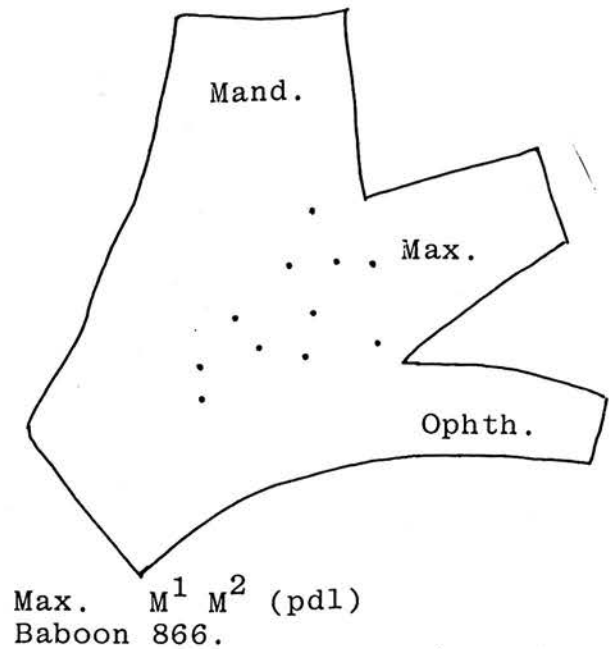 Mand.
Max.
Ophth.
Max. M¹ M² (pdl)
Baboon 866.